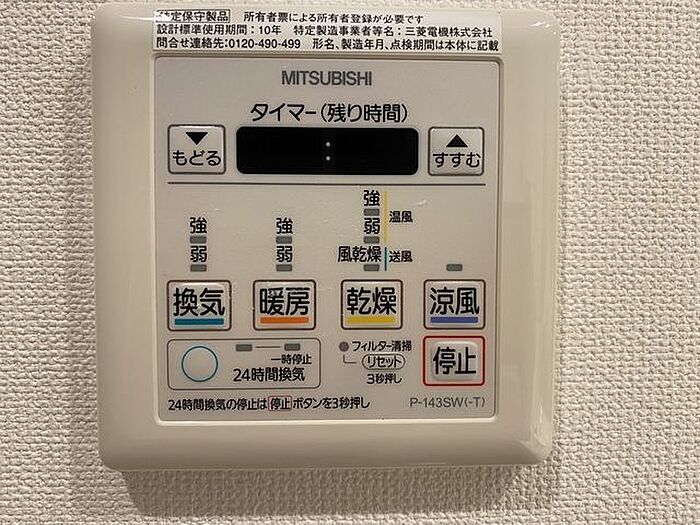 特定保守製品 所有者票による所有者登録が必要です
設計標準使用期間：10年 特定製造事業者等名：三菱電機株式会社
問合せ連絡先:0120-490-499 形名、製造年月、点検期間は本体に記載
MITSUBISHI
タイマー(残り時間)
▼ もどる
:
▲ すすむ
強 強 強
弱 弱 弱 温風
風乾燥 送風
換気 暖房 乾燥 涼風
一時停止
24時間換気
フィルター清掃
リセット
3秒押し
停止
24時間換気の停止は 停止 ボタンを3秒押し
P-143SW(-T)